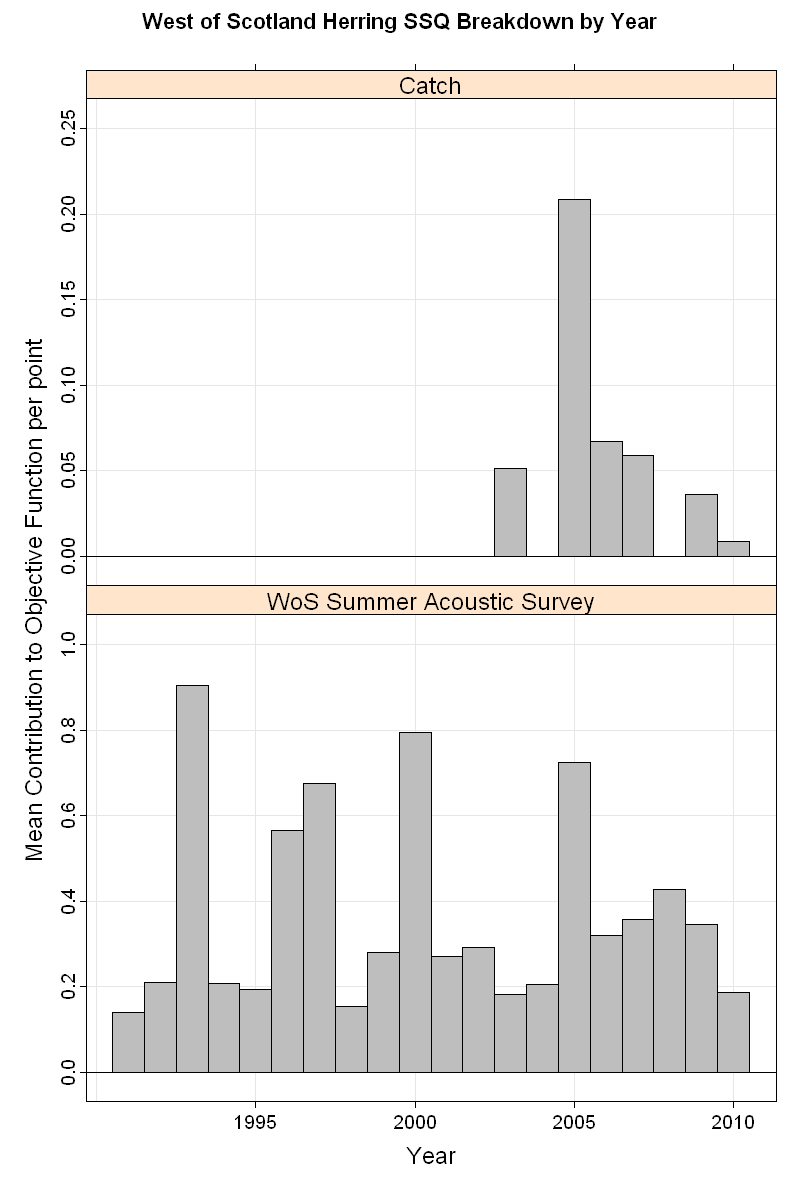 West of Scotland Herring SSQ Breakdown by Year
Catch
0.25
0.20
0.15
0.10
0.05
0.00
WoS Summer Acoustic Survey
1.0
0.8
0.6
0.4
0.2
0.0
Mean Contribution to Objective Function per point
1995 2000 2005 2010
Year